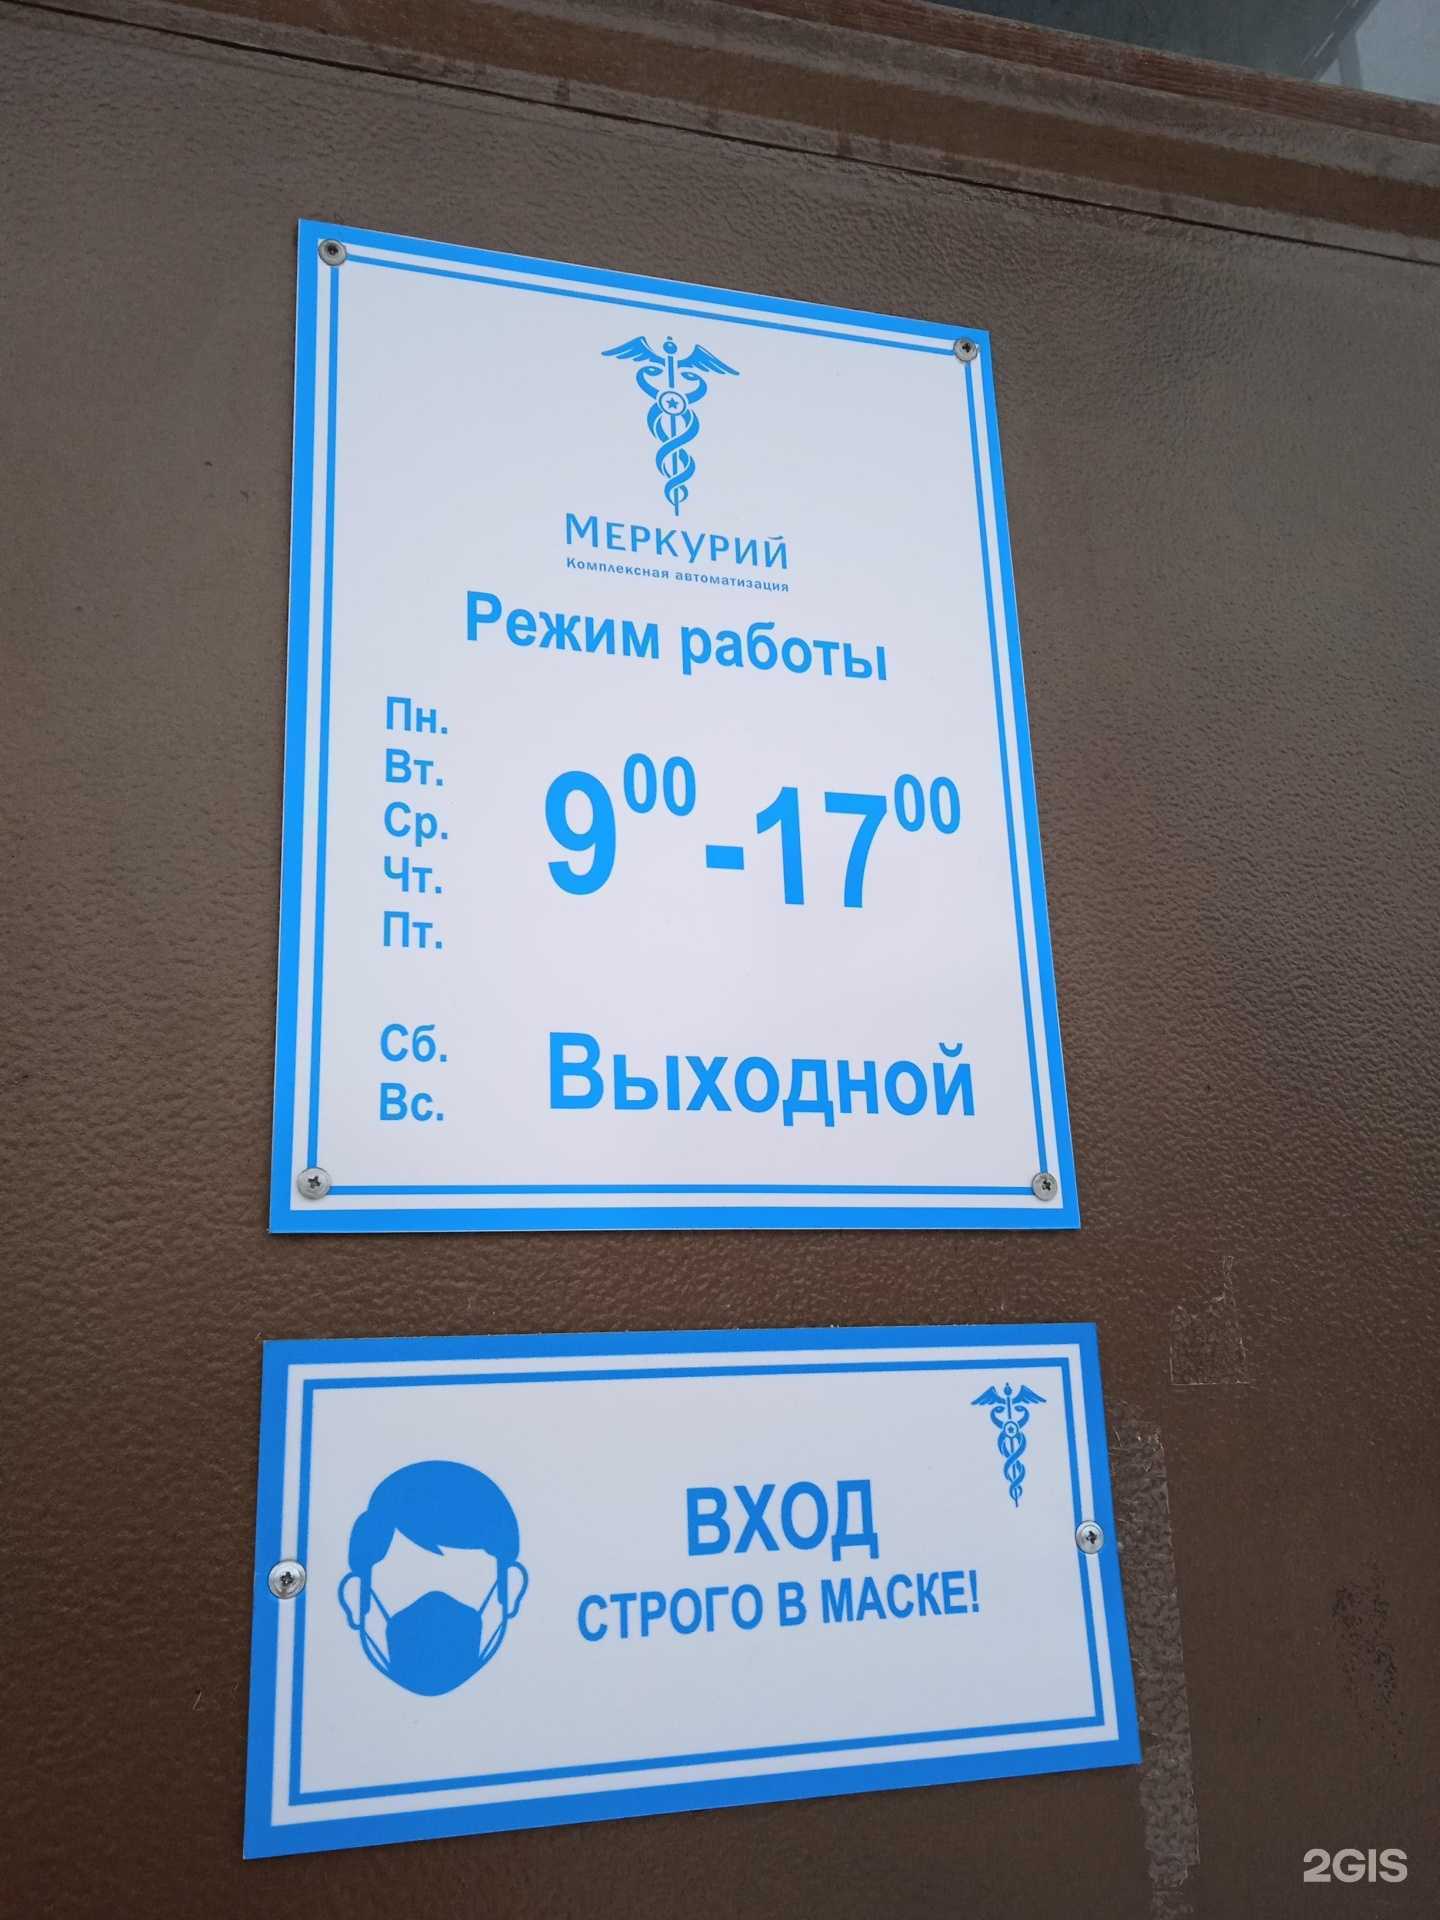 МЕРКУРИЙ
Комплексная автоматизация
Режим работы
Пн.
Вт.
Ср.
Чт.
Пт.
9⁰⁰-17⁰⁰
Сб.
Вс.
Выходной
ВХОД
СТРОГО В МАСКЕ!
2GIS